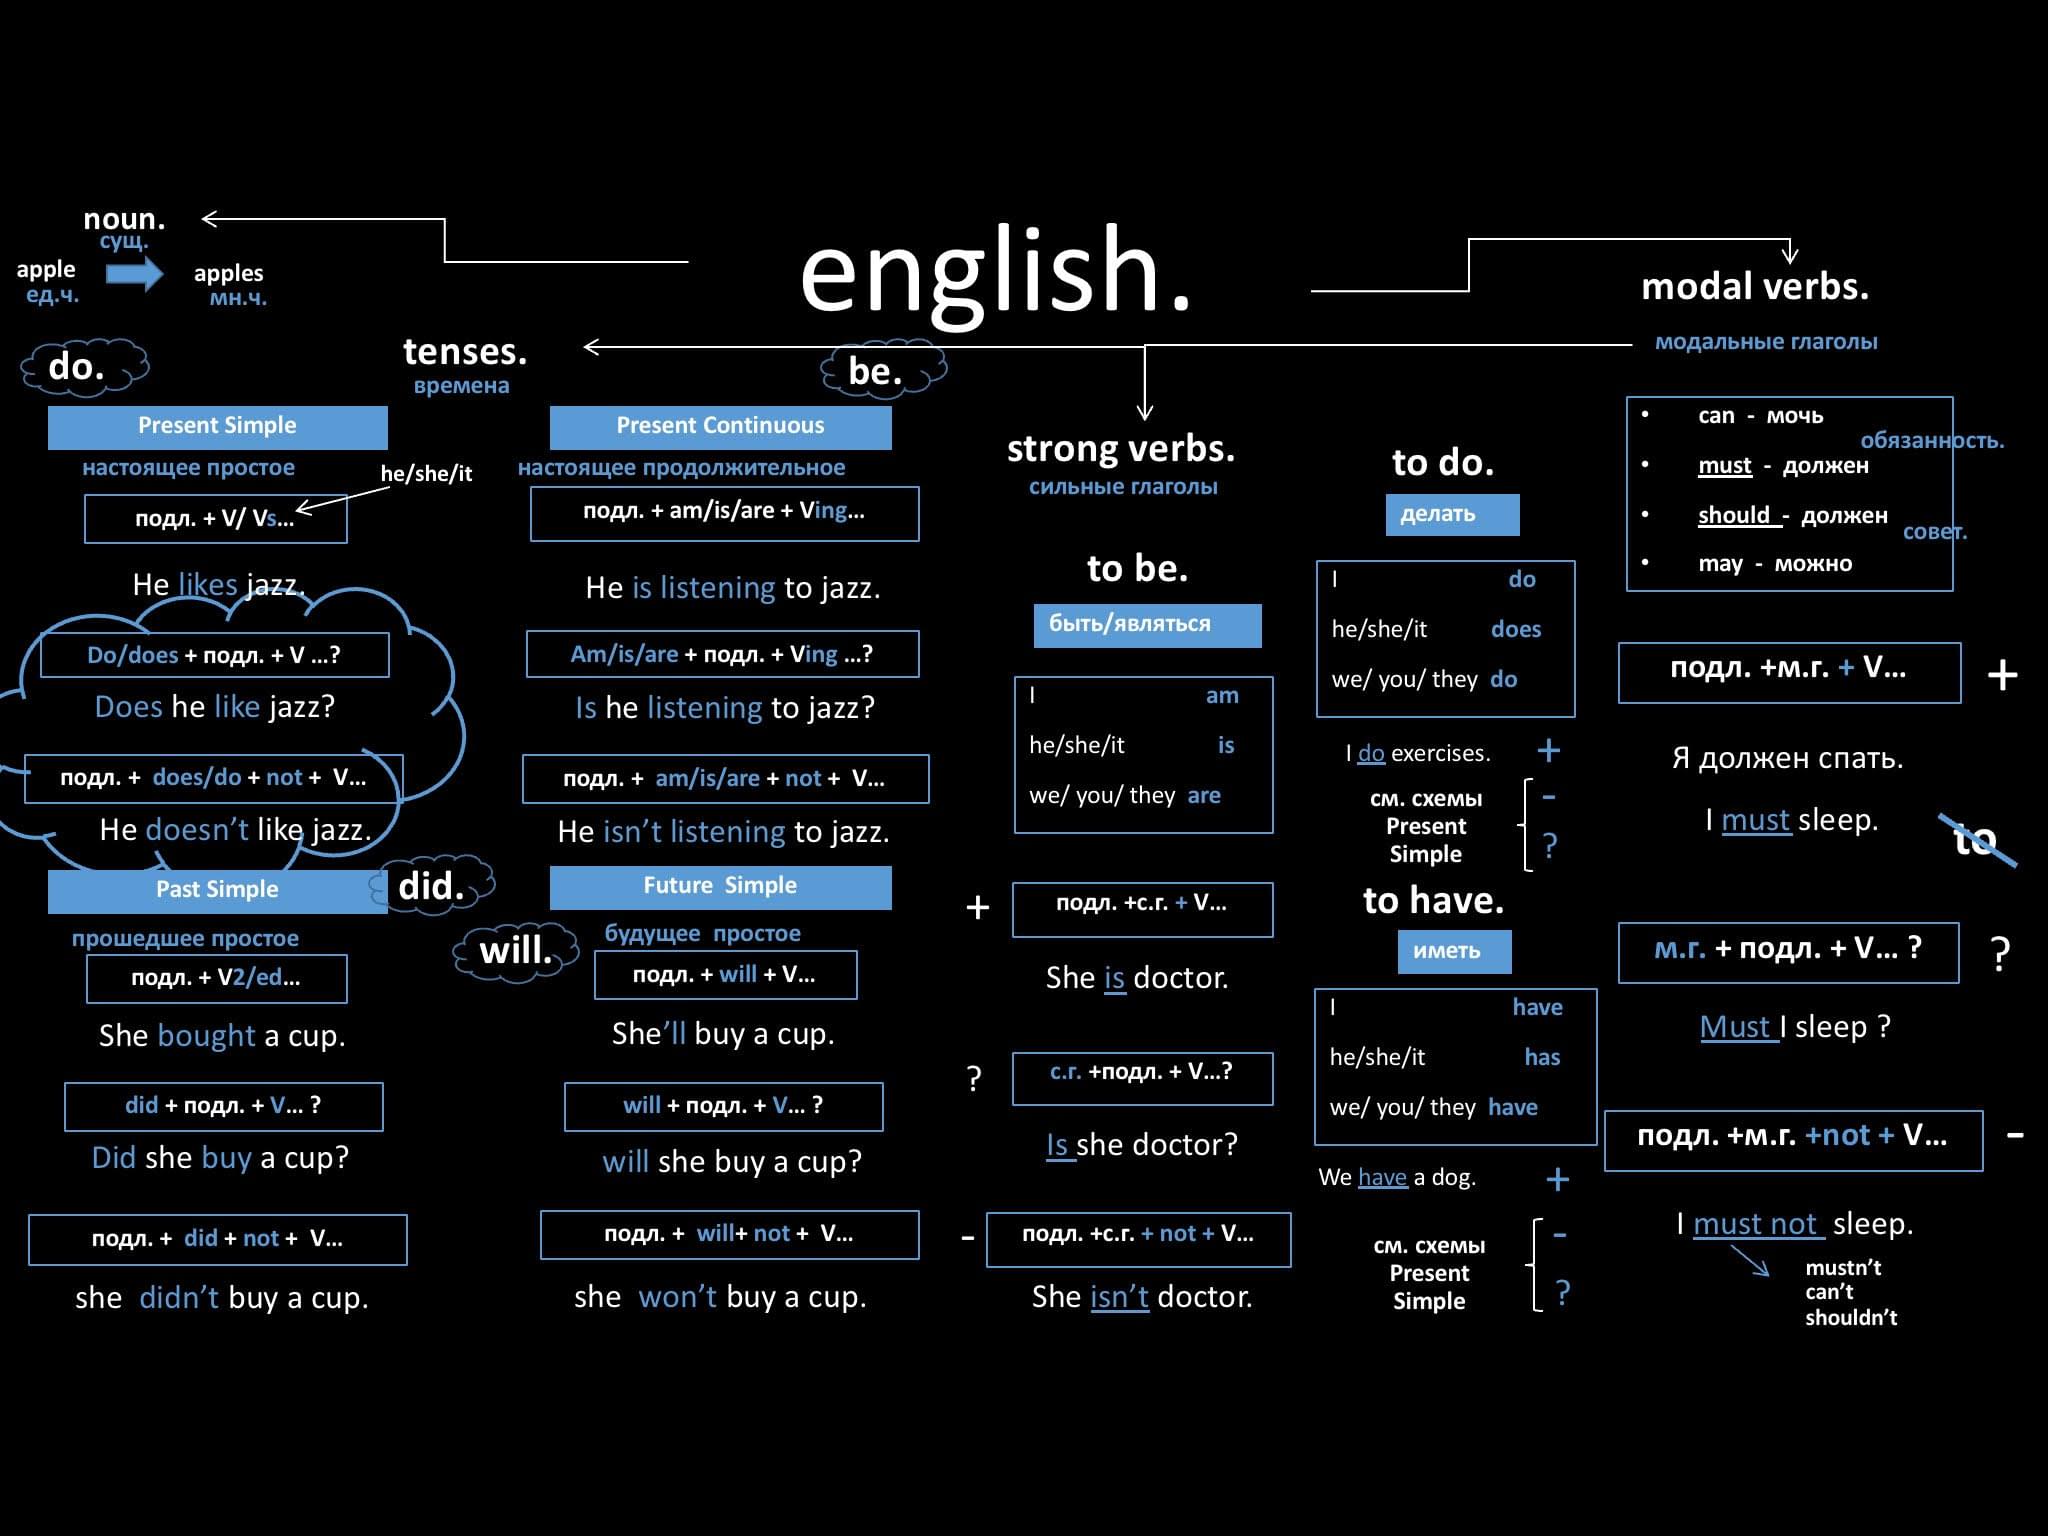 english.
noun.
сущ.
apple
ед.ч.
apples
мн.ч.
tenses.
времена
do.
Present Simple
настоящее простое
he/she/it
подл. + V/ Vs...
He likes jazz.
Do/does + подл. + V ...?
Does he like jazz?
подл. + does/do + not + V...
He doesn’t like jazz.
be.
Present Continuous
настоящее продолжительное
подл. + am/is/are + Ving...
He is listening to jazz.
Am/is/are + подл. + Ving ...?
Is he listening to jazz?
подл. + am/is/are + not + V...
He isn’t listening to jazz.
Past Simple
did.
прошедшее простое
подл. + V2/ed...
She bought a cup.
did + подл. + V... ?
Did she buy a cup?
подл. + did + not + V...
she didn’t buy a cup.
Future Simple
will.
будущее простое
подл. + will + V...
She’ll buy a cup.
will + подл. + V... ?
will she buy a cup?
подл. + will+ not + V...
she won’t buy a cup.
strong verbs.
сильные глаголы
to be.
быть/являться
I am
he/she/it is
we/ you/ they are
+ подл. +с.г. + V...
She is doctor.
? с.г. +подл. + V...?
Is she doctor?
- подл. +с.г. + not + V...
She isn’t doctor.
to do.
делать
I do
he/she/it does
we/ you/ they do
I do exercises. +
см. схемы
Present
Simple
-
?
to have.
иметь
I have
he/she/it has
we/ you/ they have
We have a dog. +
см. схемы
Present
Simple
-
?
modal verbs.
модальные глаголы
• can - мочь
обязанность.
• must - должен
• should - должен
совет.
• may - можно
подл. +м.г. + V... +
Я должен спать.
I must sleep.
to
м.г. + подл. + V... ? ?
Must I sleep ?
подл. +м.г. +not + V... -
I must not sleep.
mustn’t
can’t
shouldn’t